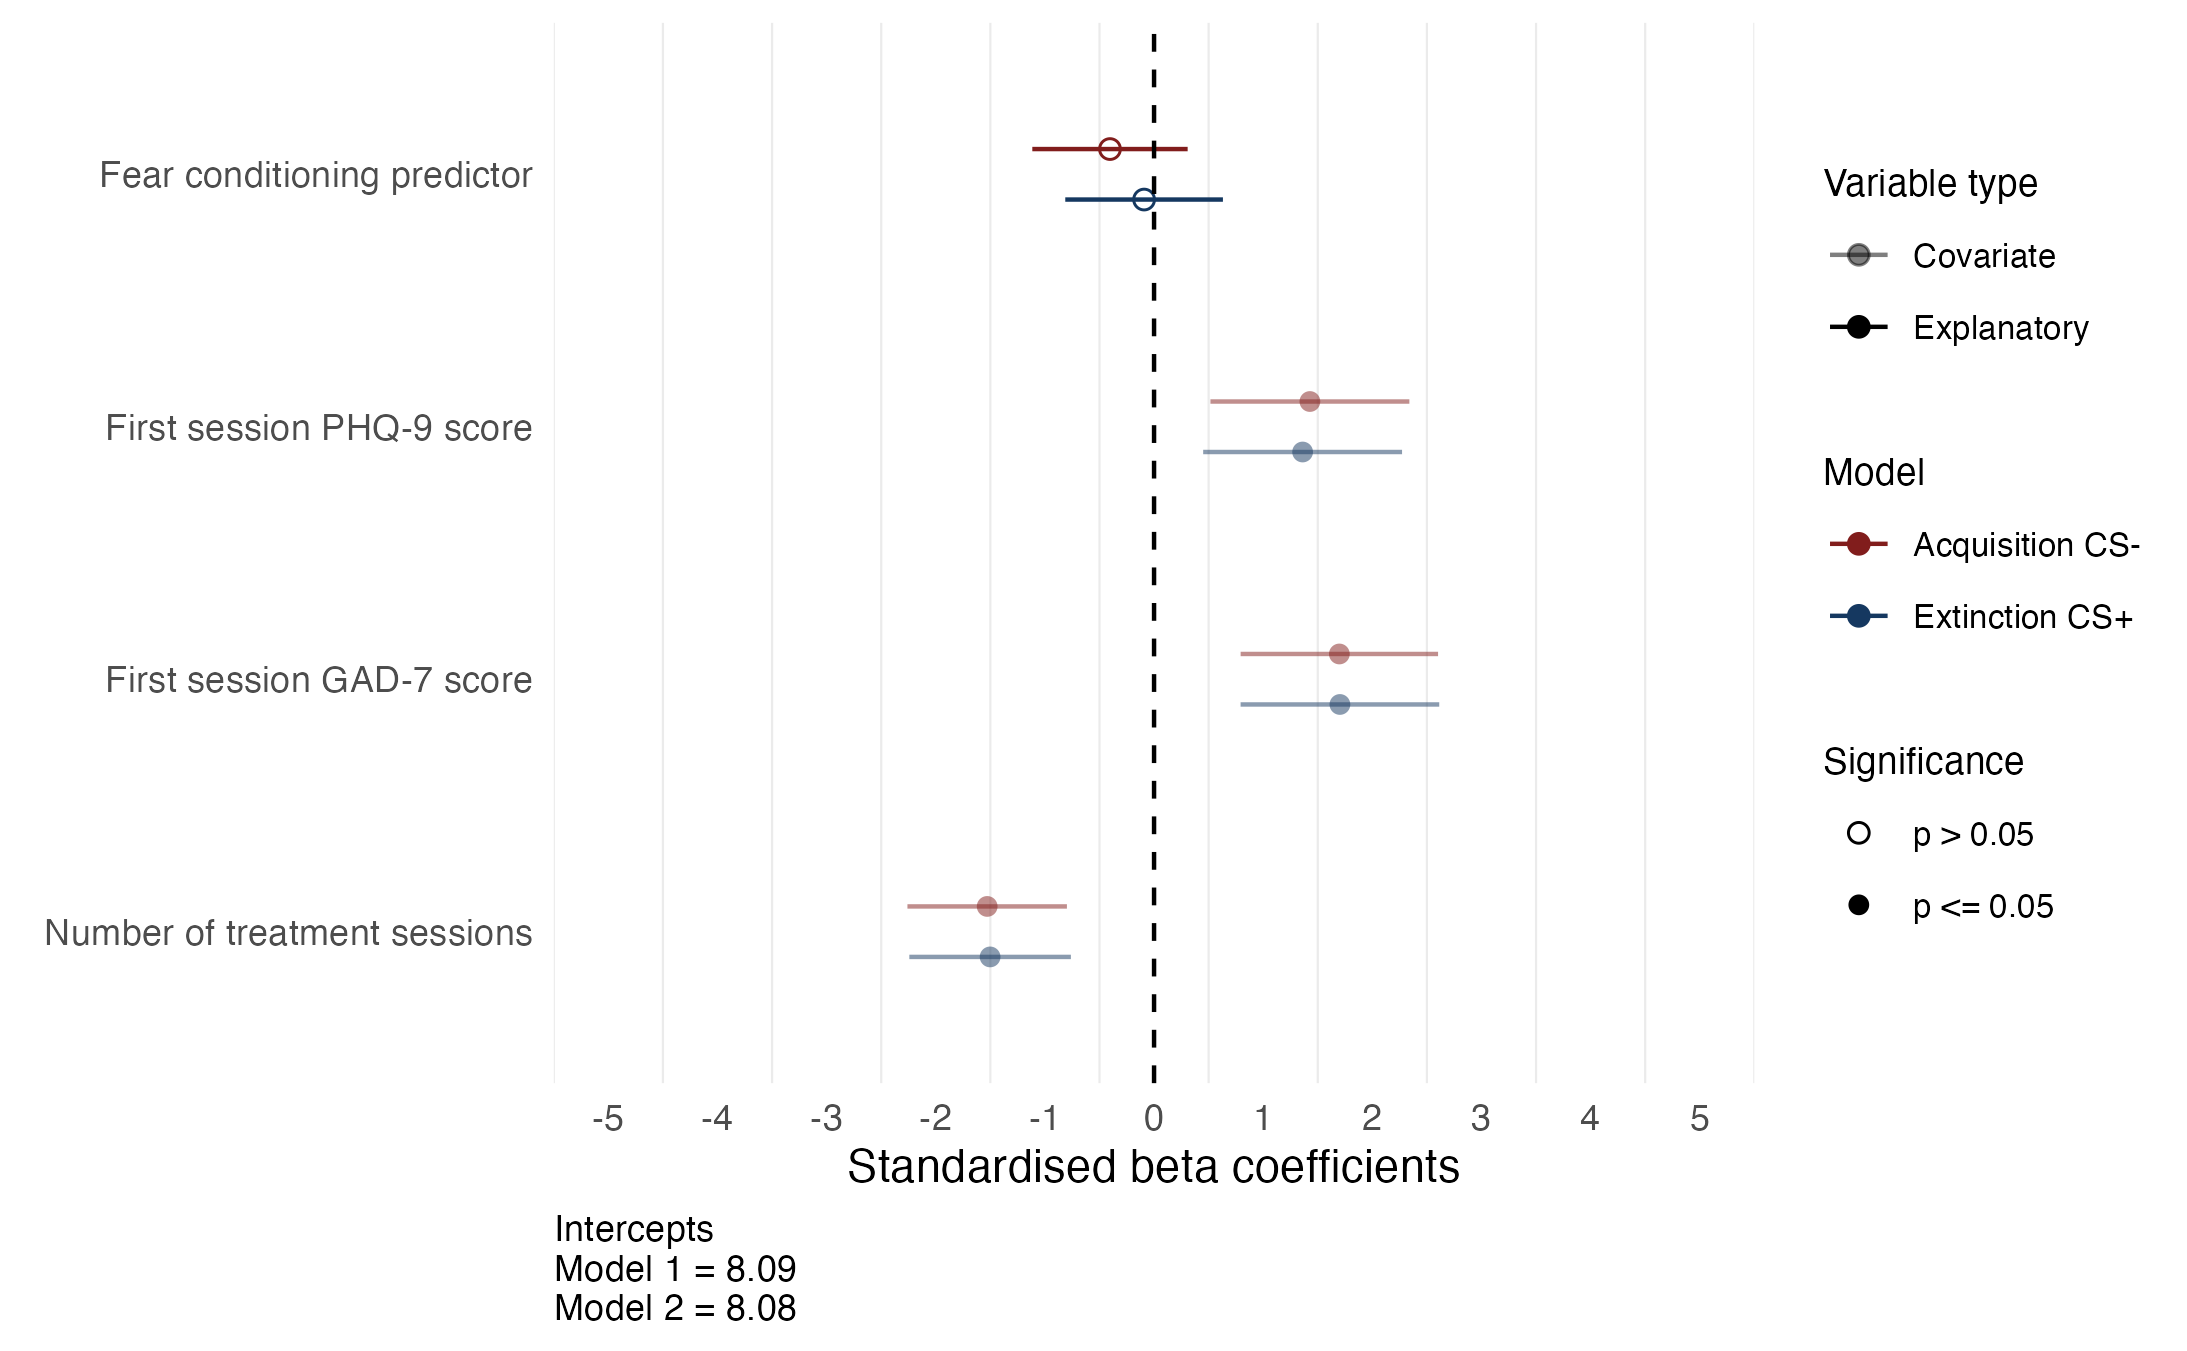 Fear conditioning predictor
First session PHQ-9 score
First session GAD-7 score
Number of treatment sessions
-5 -4 -3 -2 -1 0 1 2 3 4 5
Standardised beta coefficients
Intercepts
Model 1 = 8.09
Model 2 = 8.08
Variable type
Covariate
Explanatory
Model
Acquisition CS-
Extinction CS+
Significance
p > 0.05
p <= 0.05